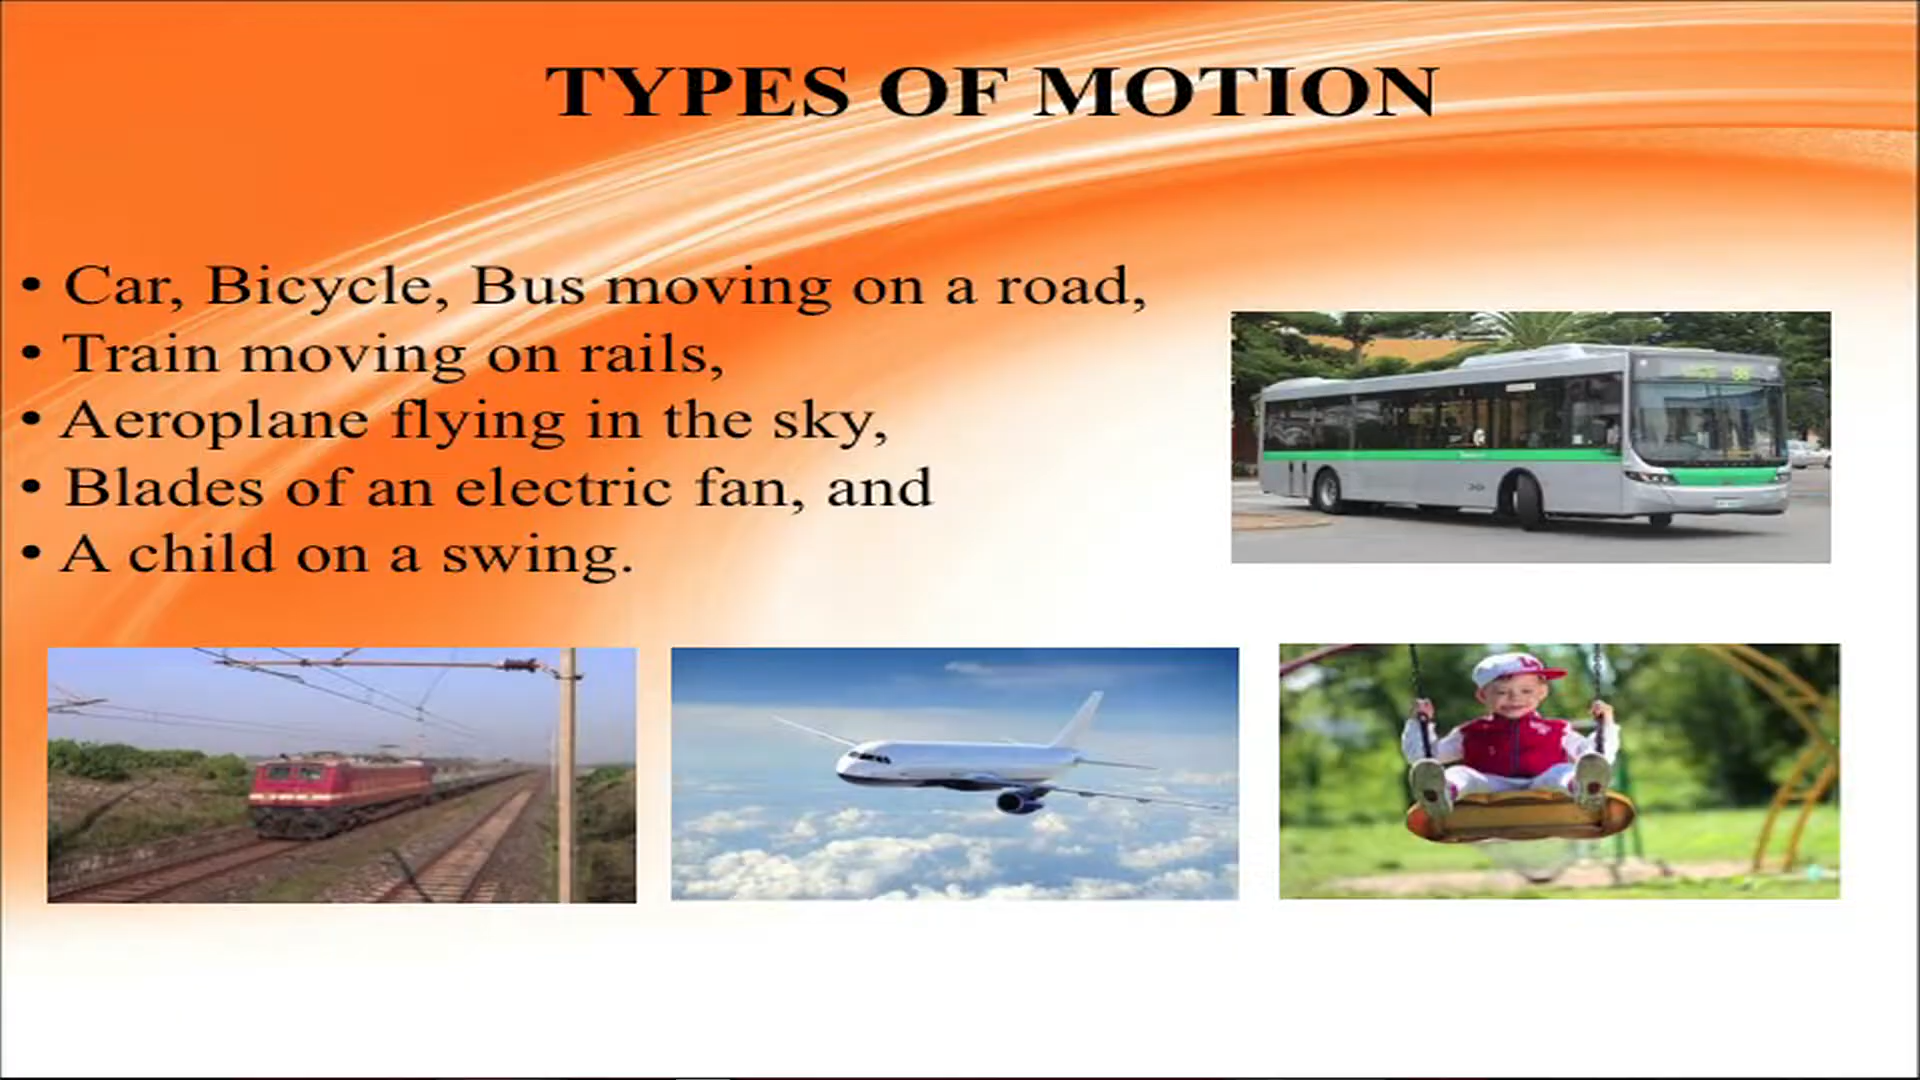 TYPES OF MOTION
• Car, Bicycle, Bus moving on a road,
• Train moving on rails,
• Aeroplane flying in the sky,
• Blades of an electric fan, and
• A child on a swing.